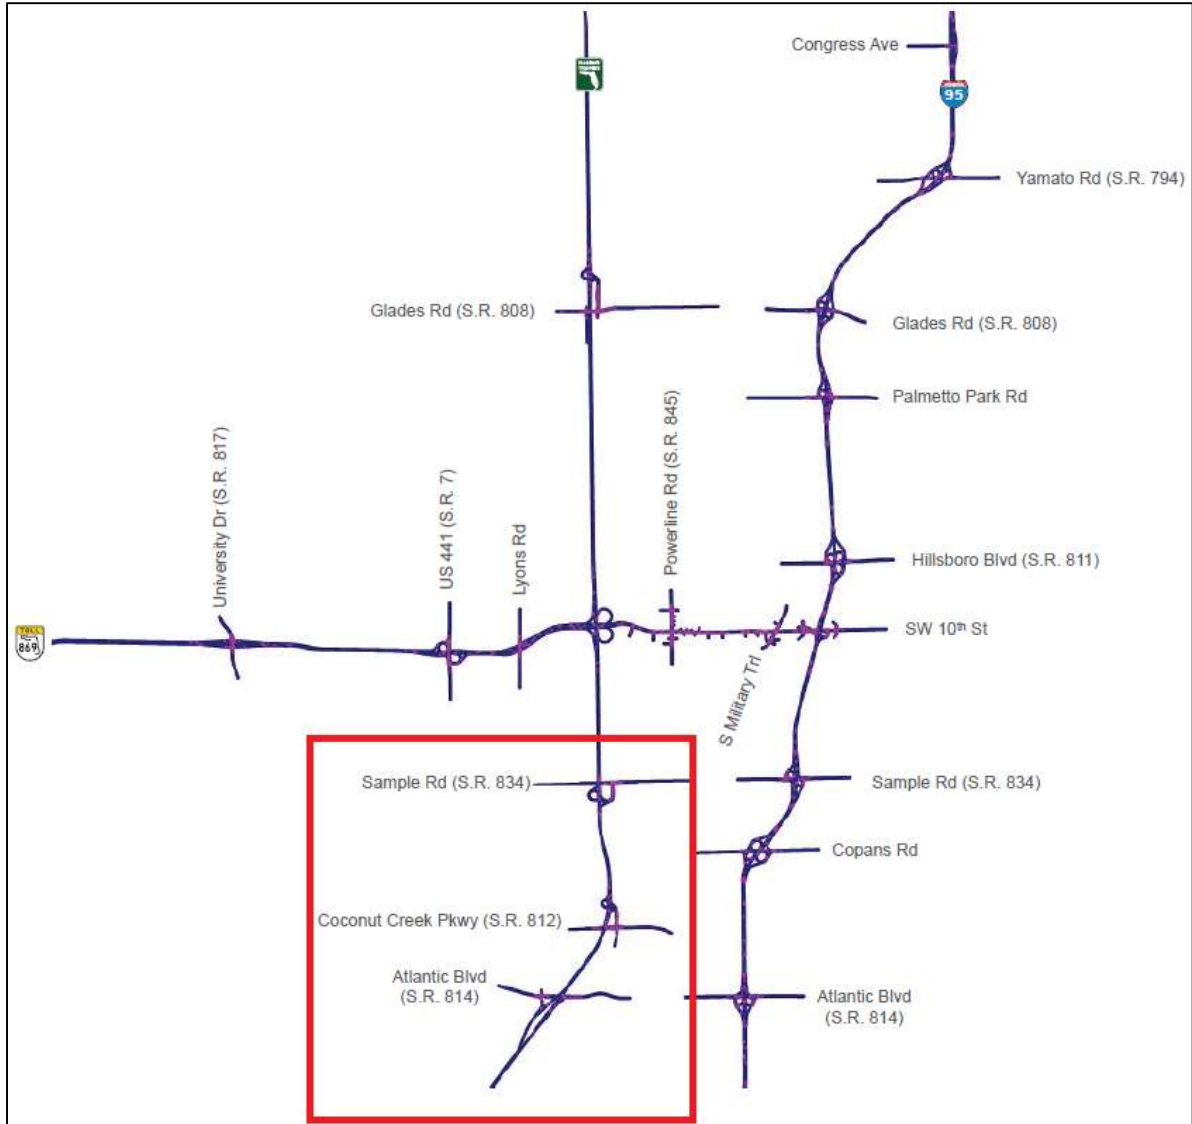 Congress Ave
95
Yamato Rd (S.R. 794)
Glades Rd (S.R. 808)
Glades Rd (S.R. 808)
Palmetto Park Rd
University Dr (S.R. 817)
US 441 (S.R. 7)
Lyons Rd
Powerline Rd (S.R. 845)
Hillsboro Blvd (S.R. 811)
TOLL
869
SW 10th St
S Military Trl
Sample Rd (S.R. 834)
Sample Rd (S.R. 834)
Copans Rd
Coconut Creek Pkwy (S.R. 812)
Atlantic Blvd
(S.R. 814)
Atlantic Blvd
(S.R. 814)